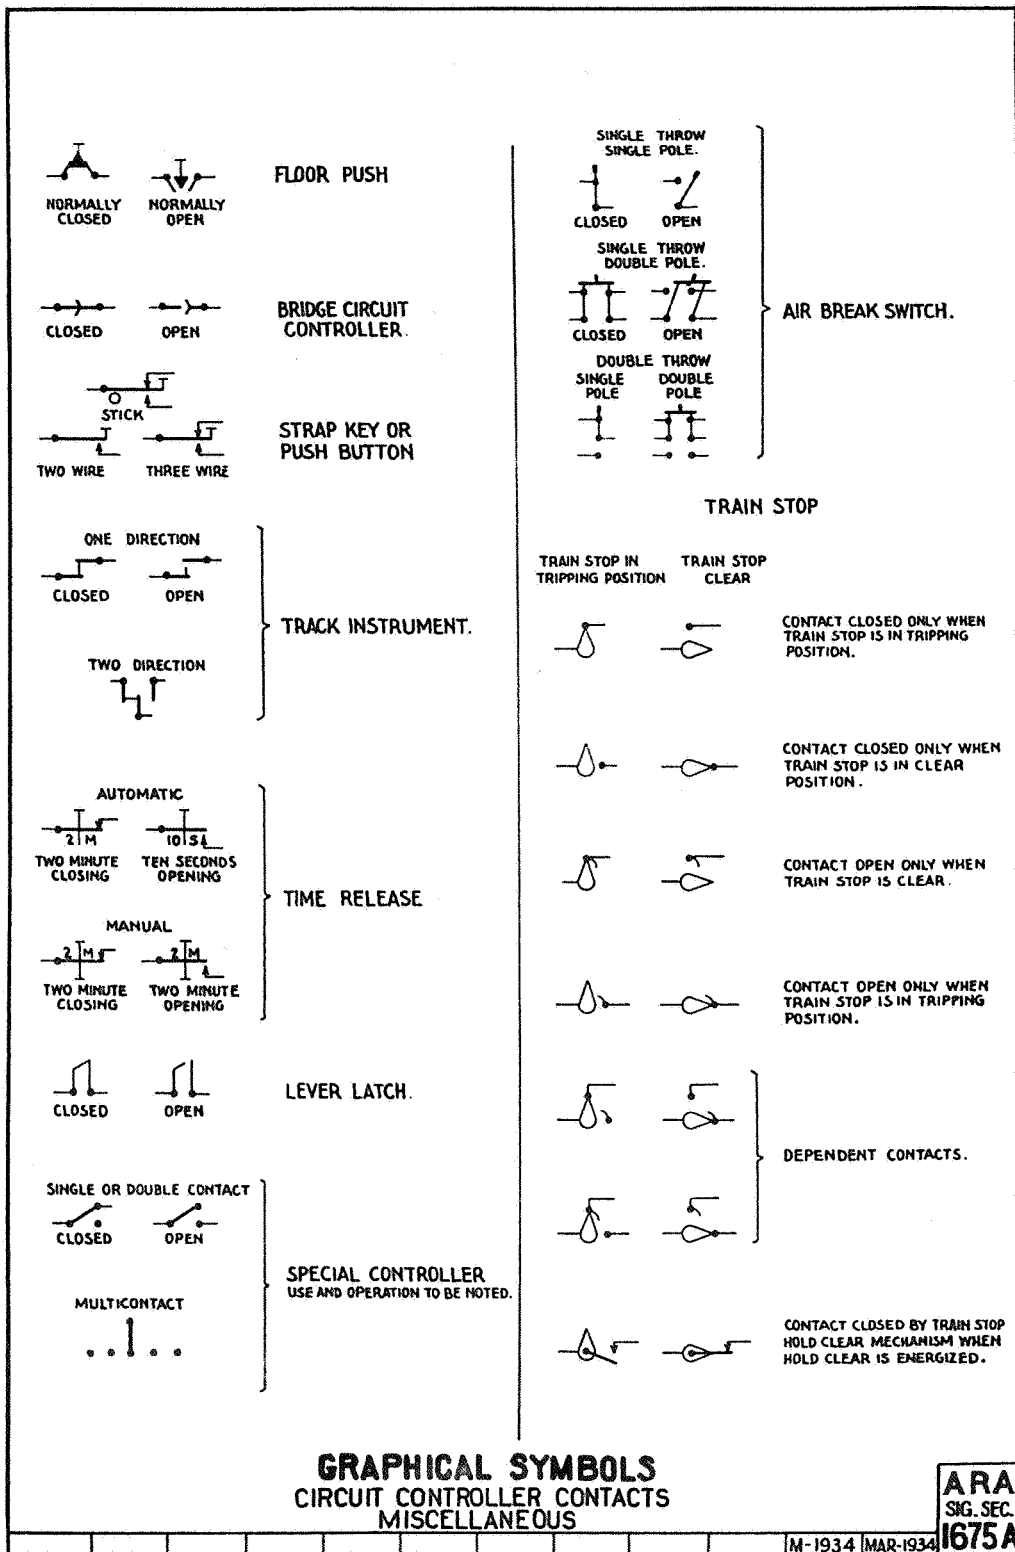 NORMALLY
CLOSED
NORMALLY
OPEN
FLOOR PUSH
CLOSED
OPEN
BRIDGE CIRCUIT
CONTROLLER.
STICK
TWO WIRE
THREE WIRE
STRAP KEY OR
PUSH BUTTON
ONE DIRECTION
CLOSED
OPEN
TWO DIRECTION
TRACK INSTRUMENT.
AUTOMATIC
2 M
10 S
TWO MINUTE
CLOSING
TEN SECONDS
OPENING
MANUAL
2 M
2 M
TWO MINUTE
CLOSING
TWO MINUTE
OPENING
TIME RELEASE
CLOSED
OPEN
LEVER LATCH.
SINGLE OR DOUBLE CONTACT
CLOSED
OPEN
MULTICONTACT
SPECIAL CONTROLLER
USE AND OPERATION TO BE NOTED.
SINGLE THROW
SINGLE POLE.
CLOSED
OPEN
SINGLE THROW
DOUBLE POLE.
CLOSED
OPEN
DOUBLE THROW
SINGLE
POLE
DOUBLE
POLE
AIR BREAK SWITCH.
TRAIN STOP
TRAIN STOP IN
TRIPPING POSITION
TRAIN STOP
CLEAR
CONTACT CLOSED ONLY WHEN
TRAIN STOP IS IN TRIPPING
POSITION.
CONTACT CLOSED ONLY WHEN
TRAIN STOP IS IN CLEAR
POSITION.
CONTACT OPEN ONLY WHEN
TRAIN STOP IS CLEAR.
CONTACT OPEN ONLY WHEN
TRAIN STOP IS IN TRIPPING
POSITION.
DEPENDENT CONTACTS.
CONTACT CLOSED BY TRAIN STOP
HOLD CLEAR MECHANISM WHEN
HOLD CLEAR IS ENERGIZED.
GRAPHICAL SYMBOLS
CIRCUIT CONTROLLER CONTACTS
MISCELLANEOUS
M-1934
MAR-1934
ARA
SIG. SEC.
1675A